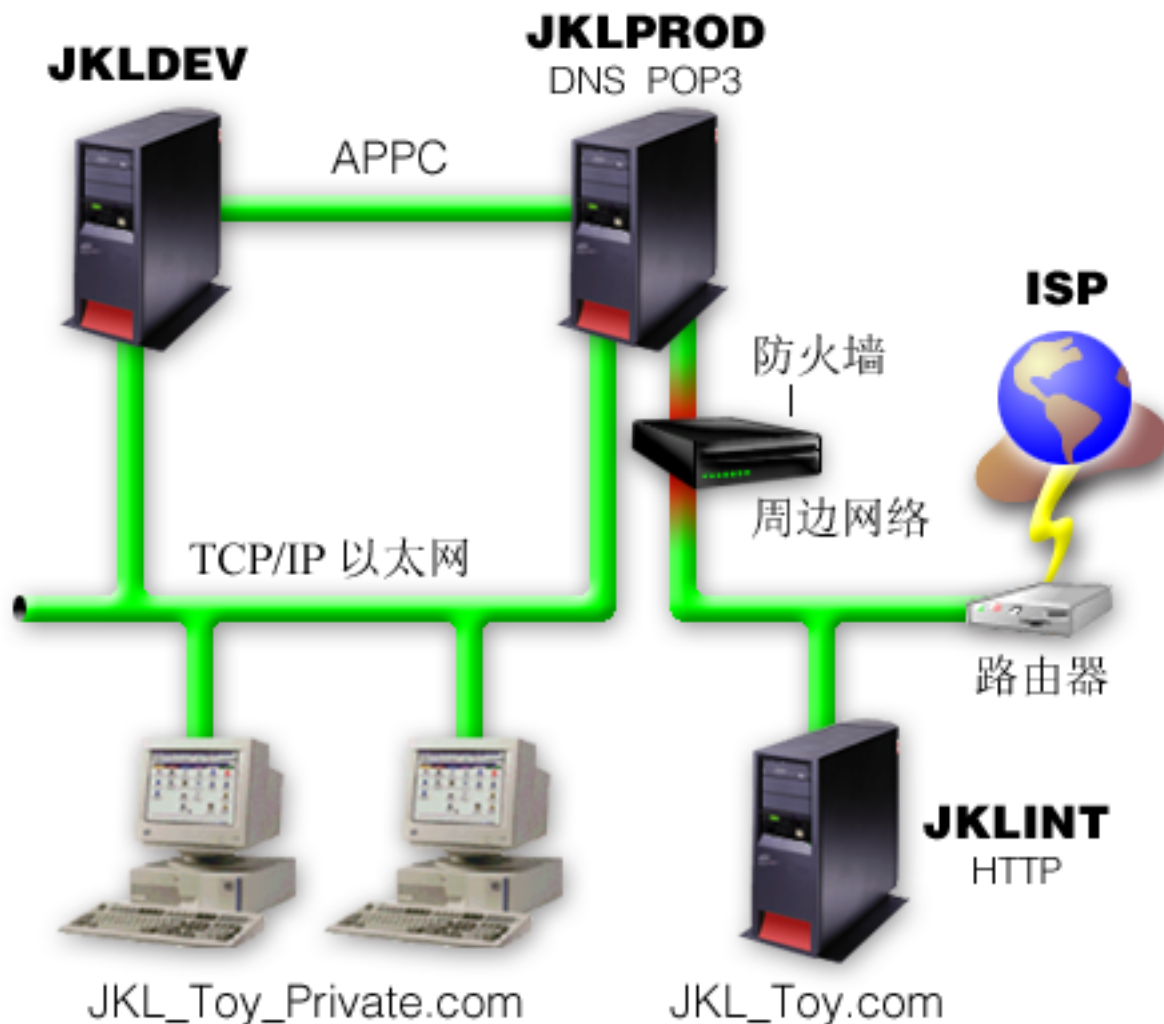 JKLDEV
JKLPROD
DNS POP3
APPC
ISP
防火墙
周边网络
TCP/IP 以太网
路由器
JKLINT
HTTP
JKL_Toy_Private.com
JKL_Toy.com